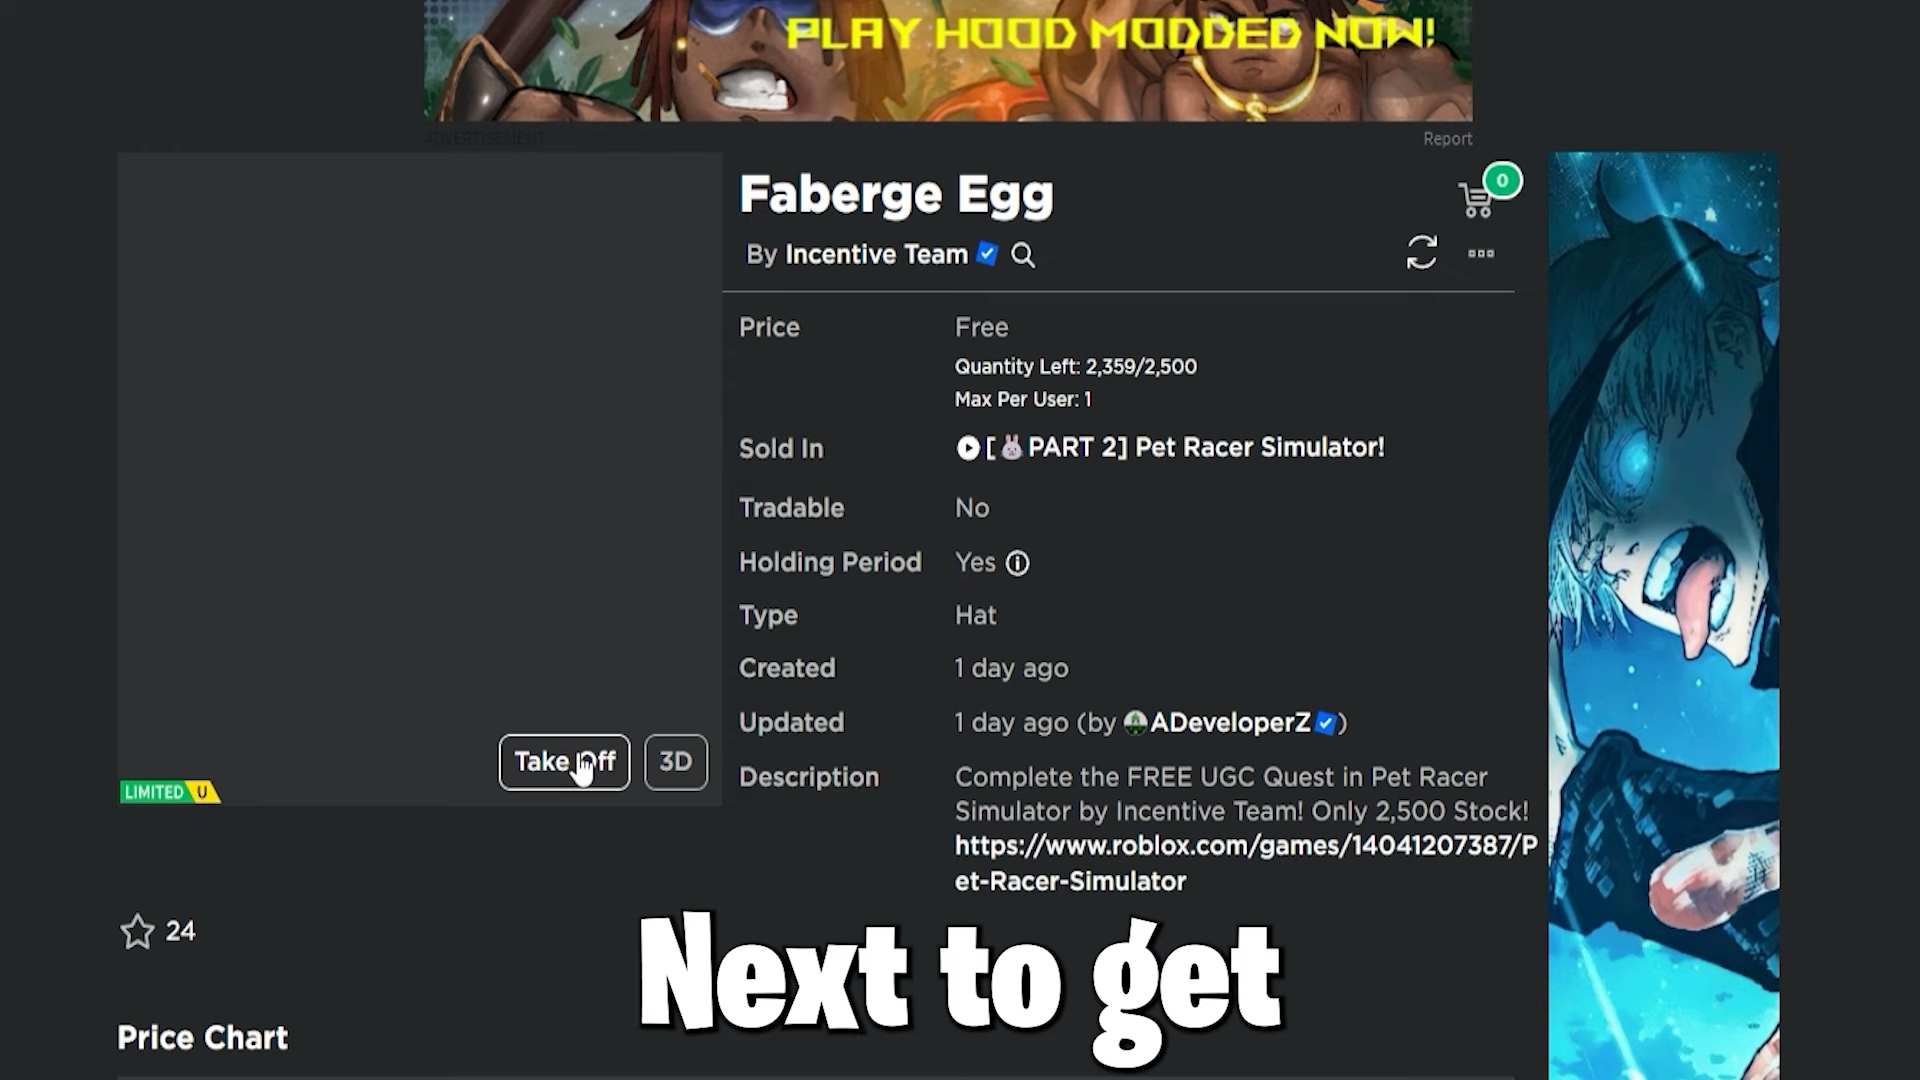 PLAY HOOD MODDED NOW!
ADVERTISEMENT
Report
Faberge Egg
0
By Incentive Team
Price Free
Quantity Left: 2,359/2,500
Max Per User: 1
Sold In [🐰PART 2] Pet Racer Simulator!
Tradable No
Holding Period Yes
Type Hat
Created 1 day ago
Updated 1 day ago (by ADeveloperZ)
Take Off 3D
LIMITED U
Description Complete the FREE UGC Quest in Pet Racer
Simulator by Incentive Team! Only 2,500 Stock!
https://www.roblox.com/games/14041207387/P
et-Racer-Simulator
24
Next to get
Price Chart